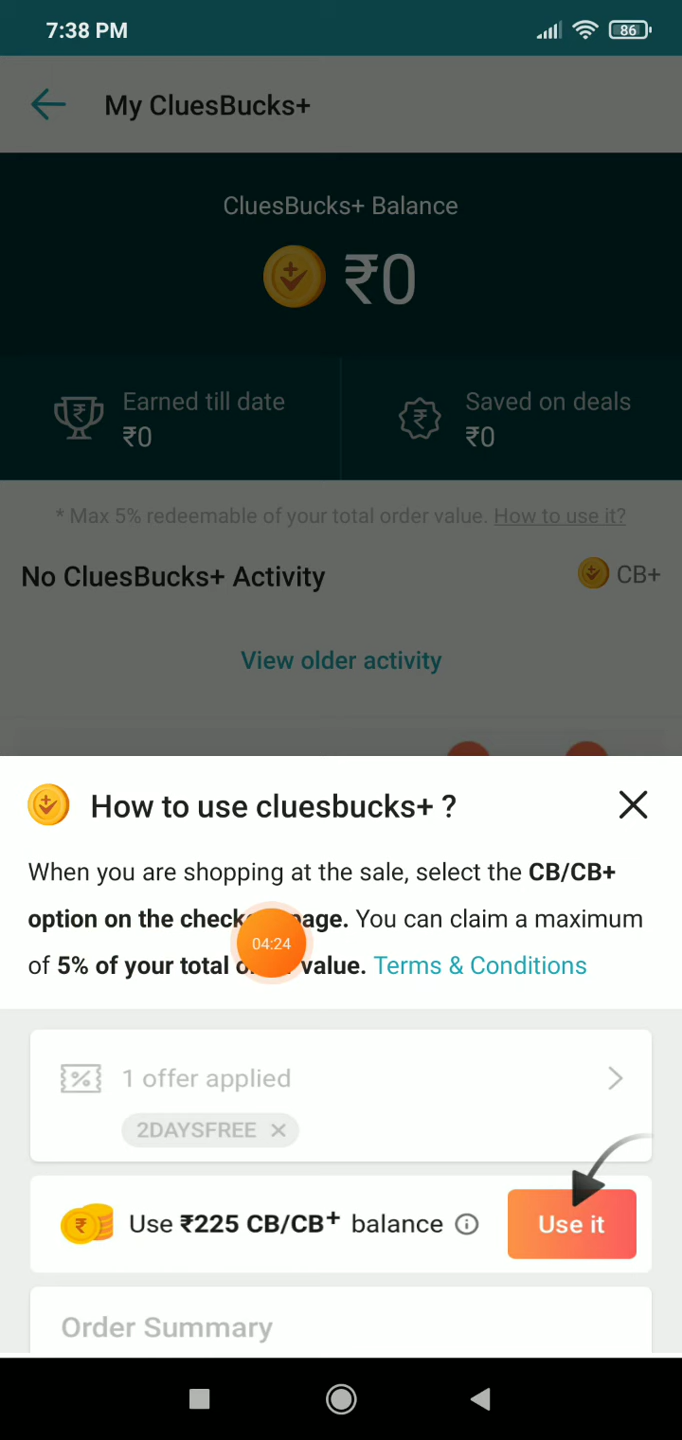 7:38 PM
86
My CluesBucks+
CluesBucks+ Balance
₹0
Earned till date
₹0
Saved on deals
₹0
* Max 5% redeemable of your total order value. How to use it?
No CluesBucks+ Activity
CB+
View older activity
How to use cluesbucks+ ?
When you are shopping at the sale, select the CB/CB+
option on the check age. You can claim a maximum
04:24
of 5% of your total value. Terms & Conditions
1 offer applied
2DAYSFREE ×
Use ₹225 CB/CB+ balance
Use it
Order Summary